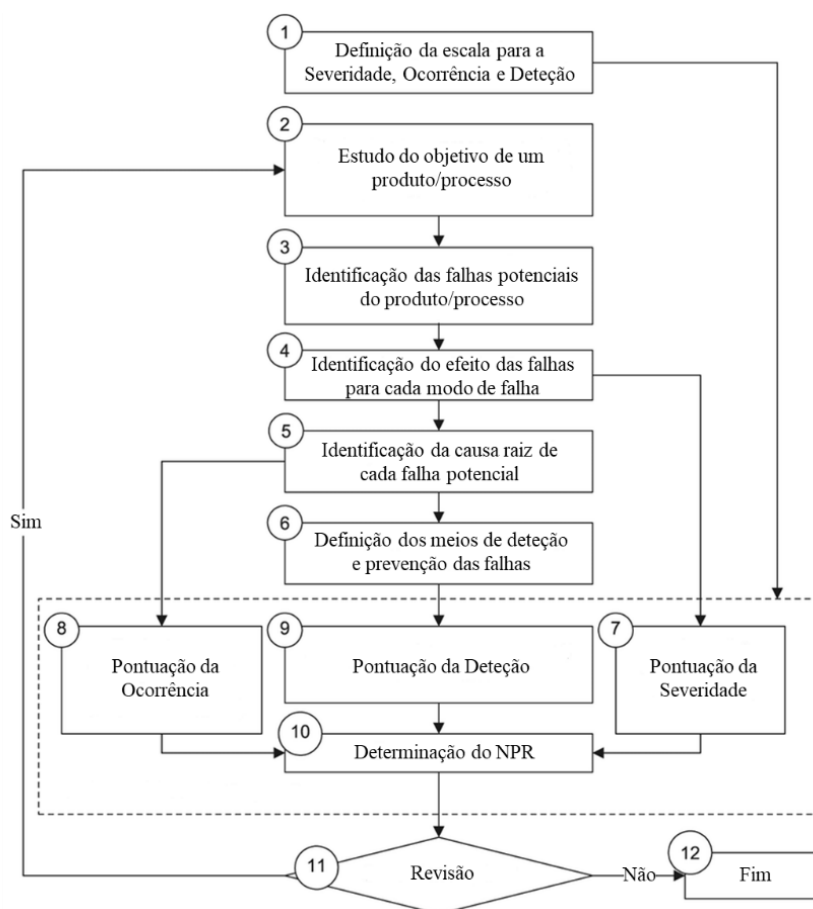 1
Definição da escala para a
Severidade, Ocorrência e Deteção
2
Estudo do objetivo de um
produto/processo
3
Identificação das falhas potenciais
do produto/processo
4
Identificação do efeito das falhas
para cada modo de falha
5
Identificação da causa raiz de
cada falha potencial
Sim
6
Definição dos meios de deteção
e prevenção das falhas
8
Pontuação da
Ocorrência
9
Pontuação da Deteção
7
Pontuação da
Severidade
10
Determinação do NPR
11
Revisão
Não
12
Fim